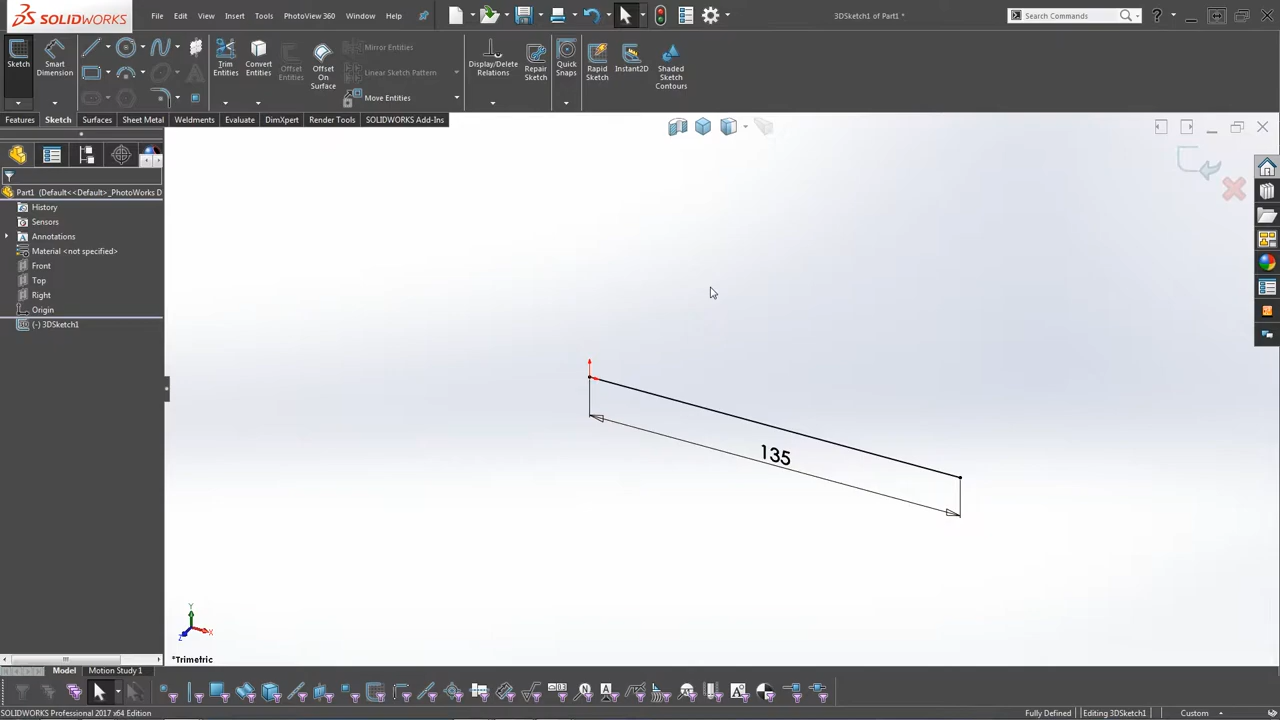 SOLIDWORKS
File Edit View Insert Tools PhotoView 360 Window Help
3DSketch1 of Part1 *
Search Commands
Sketch
Smart Dimension
Trim Entities
Convert Entities
Offset Entities
Offset On Surface
Mirror Entities
Linear Sketch Pattern
Move Entities
Display/Delete Relations
Repair Sketch
Quick Snaps
Rapid Sketch
Instant2D
Shaded Sketch Contours
Features Sketch Surfaces Sheet Metal Weldments Evaluate DimXpert Render Tools SOLIDWORKS Add-Ins
Part1 (Default<<Default>_PhotoWorks D
History
Sensors
Annotations
Material <not specified>
Front
Top
Right
Origin
(-) 3DSketch1
135
Y
X
Z
*Trimetric
Model Motion Study 1
SOLIDWORKS Professional 2017 x64 Edition
Fully Defined Editing 3DSketch1 Custom